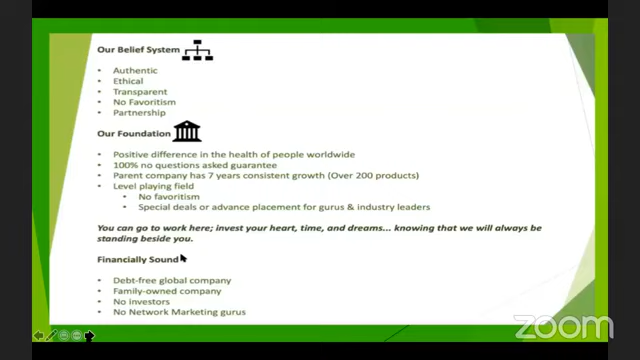 Our Belief System
• Authentic
• Ethical
• Transparent
• No Favoritism
• Partnership
Our Foundation
• Positive difference in the health of people worldwide
• 100% no questions asked guarantee
• Parent company has 7 years consistent growth (Over 200 products)
• Level playing field
• No favoritism
• Special deals or advance placement for gurus & industry leaders
You can go to work here; invest your heart, time, and dreams... knowing that we will always be
standing beside you.
Financially Sound
• Debt-free global company
• Family-owned company
• No investors
• No Network Marketing gurus
zoom